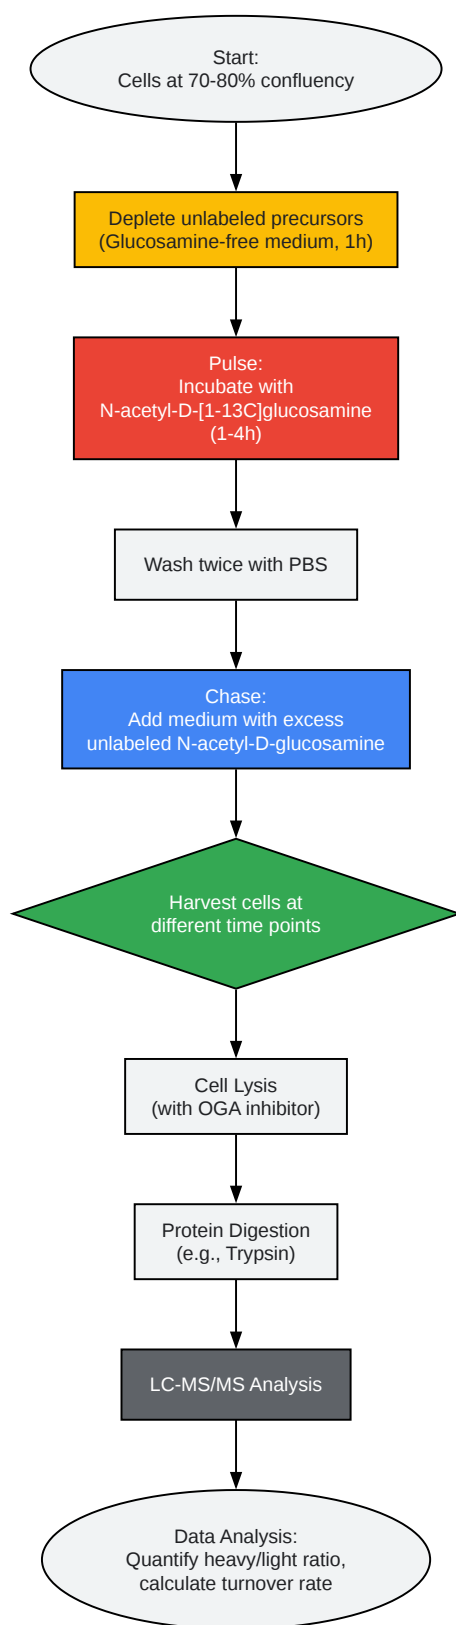 Start:
Cells at 70-80% confluency
Deplete unlabeled precursors
(Glucosamine-free medium, 1h)
Pulse:
Incubate with
N-acetyl-D-[1-13C]glucosamine
(1-4h)
Wash twice with PBS
Chase:
Add medium with excess
unlabeled N-acetyl-D-glucosamine
Harvest cells at
different time points
Cell Lysis
(with OGA inhibitor)
Protein Digestion
(e.g., Trypsin)
LC-MS/MS Analysis
Data Analysis:
Quantify heavy/light ratio,
calculate turnover rate